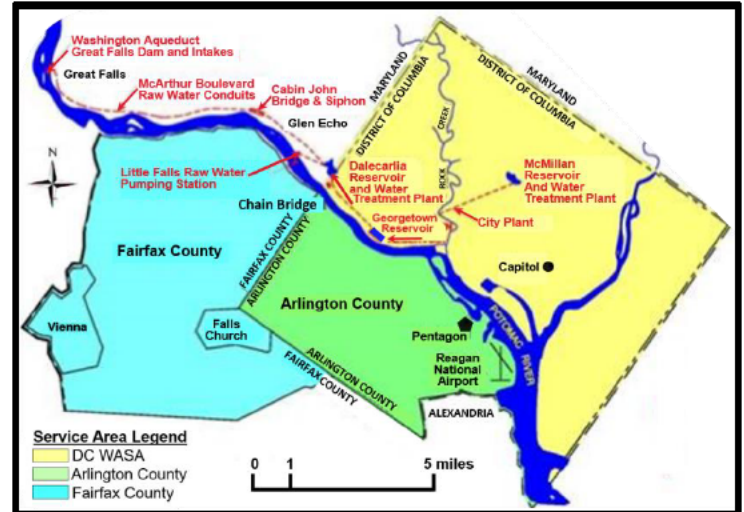 Washington Aqueduct
Great Falls Dam and Intakes
Great Falls
McArthur Boulevard
Raw Water Conduits
Cabin John
Bridge & Siphon
Glen Echo
MARYLAND
DISTRICT OF COLUMBIA
MARYLAND
DISTRICT OF COLUMBIA
CREEK
ROCK
N
Little Falls Raw Water
Pumping Station
Dalecarlia
Reservoir
and Water
Treatment Plant
McMillan
Reservoir
And Water
Treatment Plant
Chain Bridge
Georgetown
Reservoir
City Plant
Fairfax County
FAIRFAX COUNTY
ARLINGTON COUNTY
Capitol
Arlington County
Vienna
Falls
Church
Pentagon
POTOMAC RIVER
Reagan
National
Airport
ARLINGTON COUNTY
FAIRFAX COUNTY
ALEXANDRIA
Service Area Legend
DC WASA
Arlington County
Fairfax County
0 1 5 miles